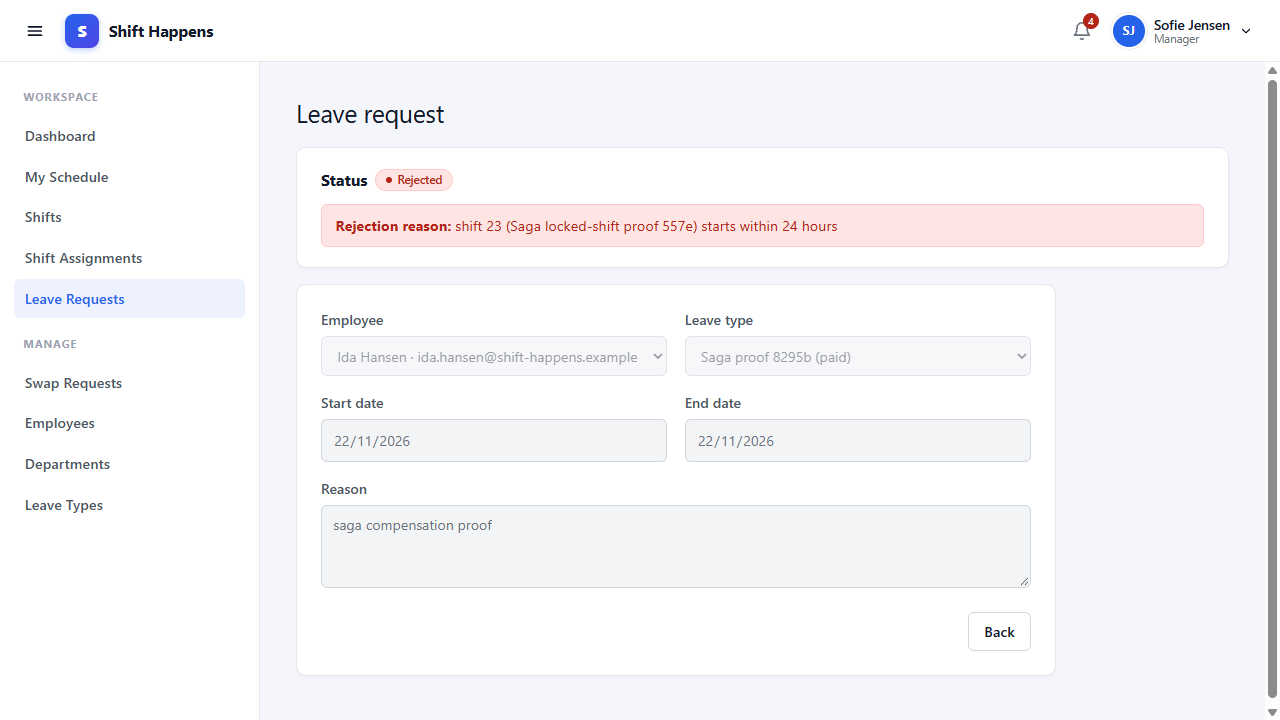 S Shift Happens
4
SJ
Sofie Jensen
Manager
WORKSPACE
Dashboard
My Schedule
Shifts
Shift Assignments
Leave Requests
MANAGE
Swap Requests
Employees
Departments
Leave Types
Leave request
Status Rejected
Rejection reason: shift 23 (Saga locked-shift proof 557e) starts within 24 hours
Employee
Ida Hansen · ida.hansen@shift-happens.example
Leave type
Saga proof 8295b (paid)
Start date
22/11/2026
End date
22/11/2026
Reason
saga compensation proof
Back